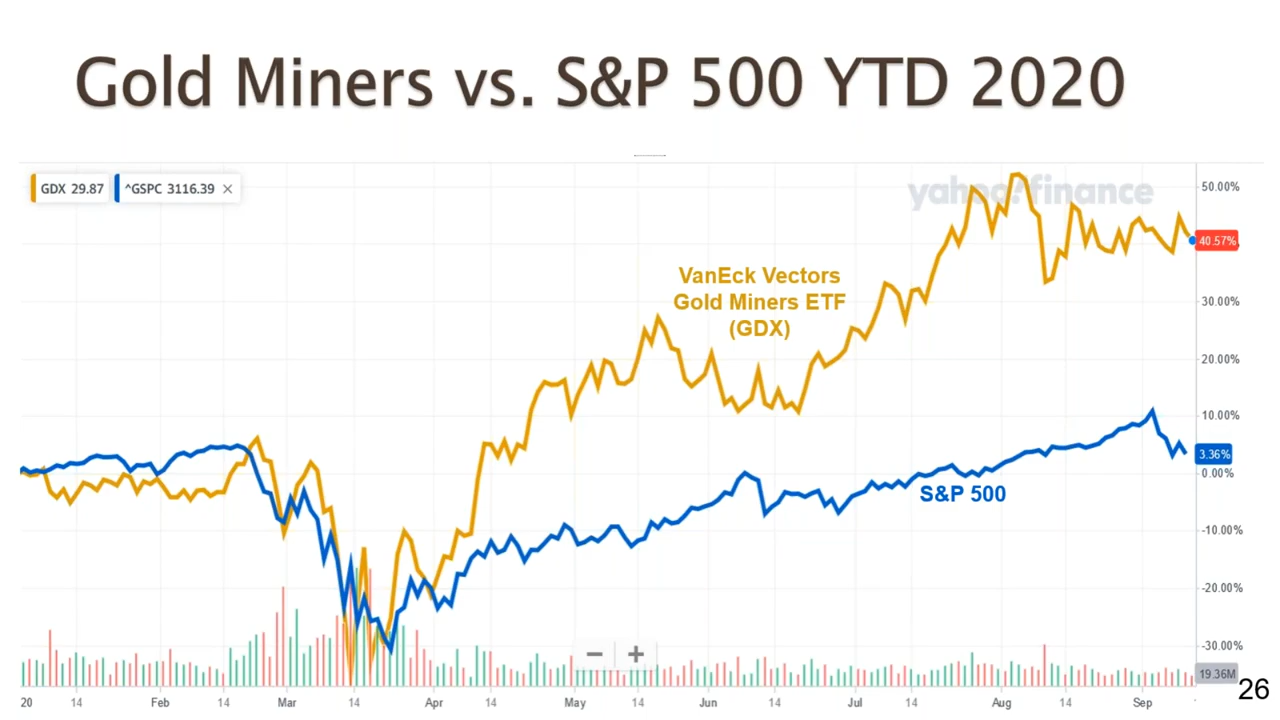 Gold Miners vs. S&P 500 YTD 2020
GDX 29.87
^GSPC 3116.39 ×
yahoo!finance
50.00%
40.57%
VanEck Vectors
Gold Miners ETF
(GDX)
30.00%
20.00%
10.00%
3.36%
0.00%
S&P 500
-10.00%
-20.00%
-30.00%
− +
19.36M
20 14 Feb 14 Mar 14 Apr 14 May 14 Jun 14 Jul 14 Aug 14 Sep
26